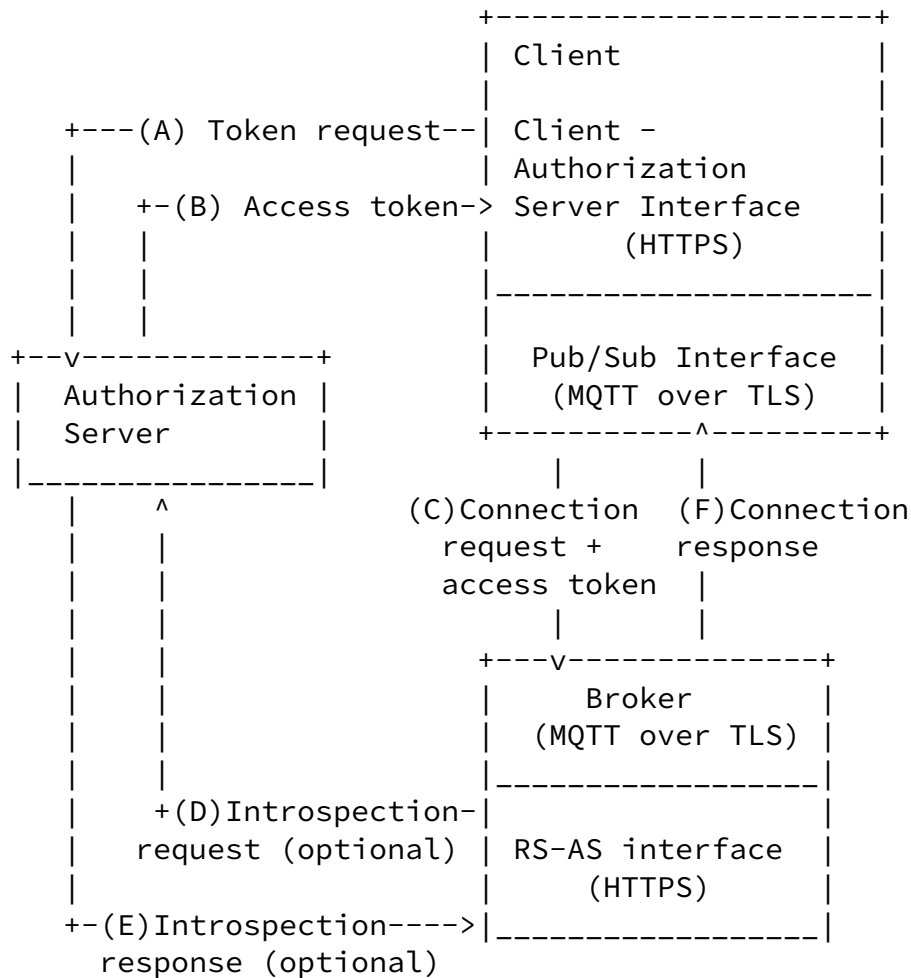 Client
(A) Token request
Client -
Authorization
(B) Access token
Server Interface
(HTTPS)
Pub/Sub Interface
Authorization
(MQTT over TLS)
Server
(C)Connection
(F)Connection
request +
response
access token
Broker
(MQTT over TLS)
(D)Introspection
request (optional)
RS-AS interface
(HTTPS)
(E)Introspection
response (optional)